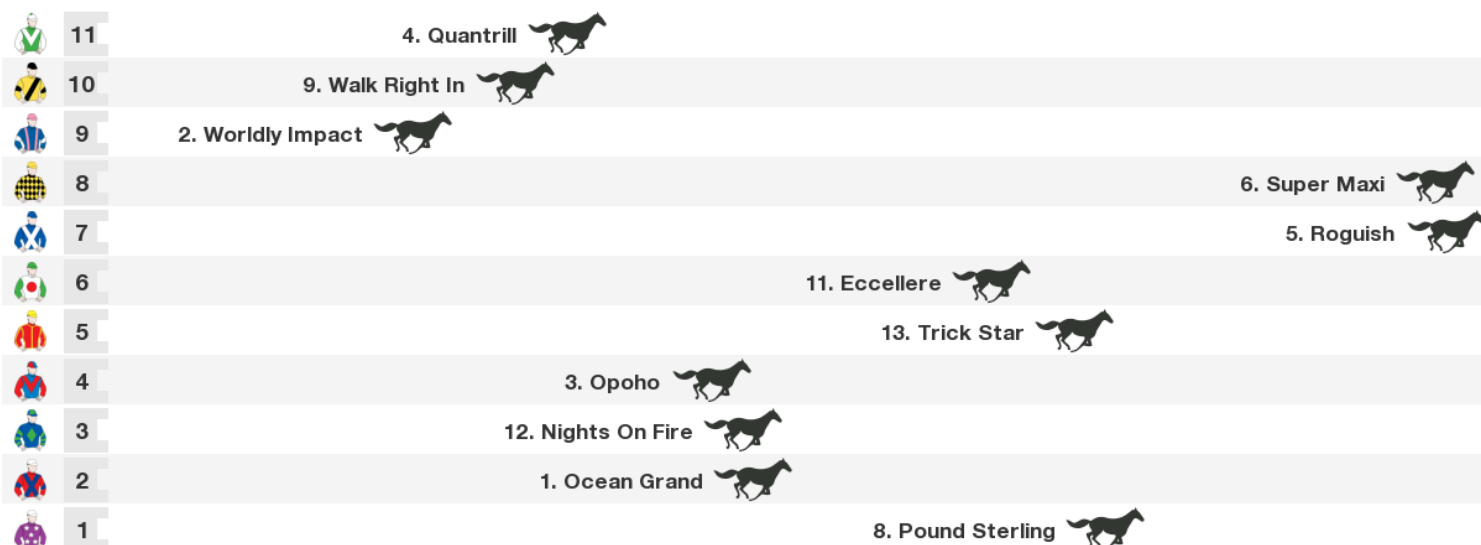 11 4. Quantrill
10 9. Walk Right In
9 2. Worldly Impact
8 6. Super Maxi
7 5. Roguish
6 11. Eccellere
5 13. Trick Star
4 3. Opoho
3 12. Nights On Fire
2 1. Ocean Grand
1 8. Pound Sterling